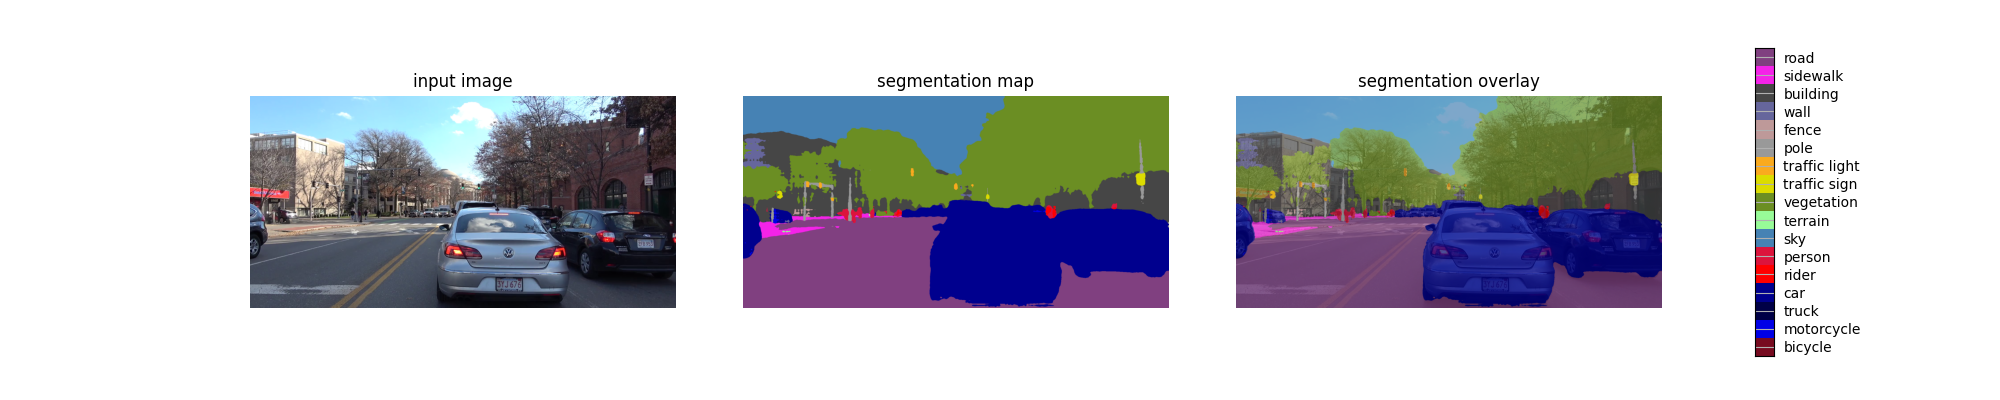 input image
segmentation map
segmentation overlay
road
sidewalk
building
wall
fence
pole
traffic light
traffic sign
vegetation
terrain
sky
person
rider
car
truck
motorcycle
bicycle